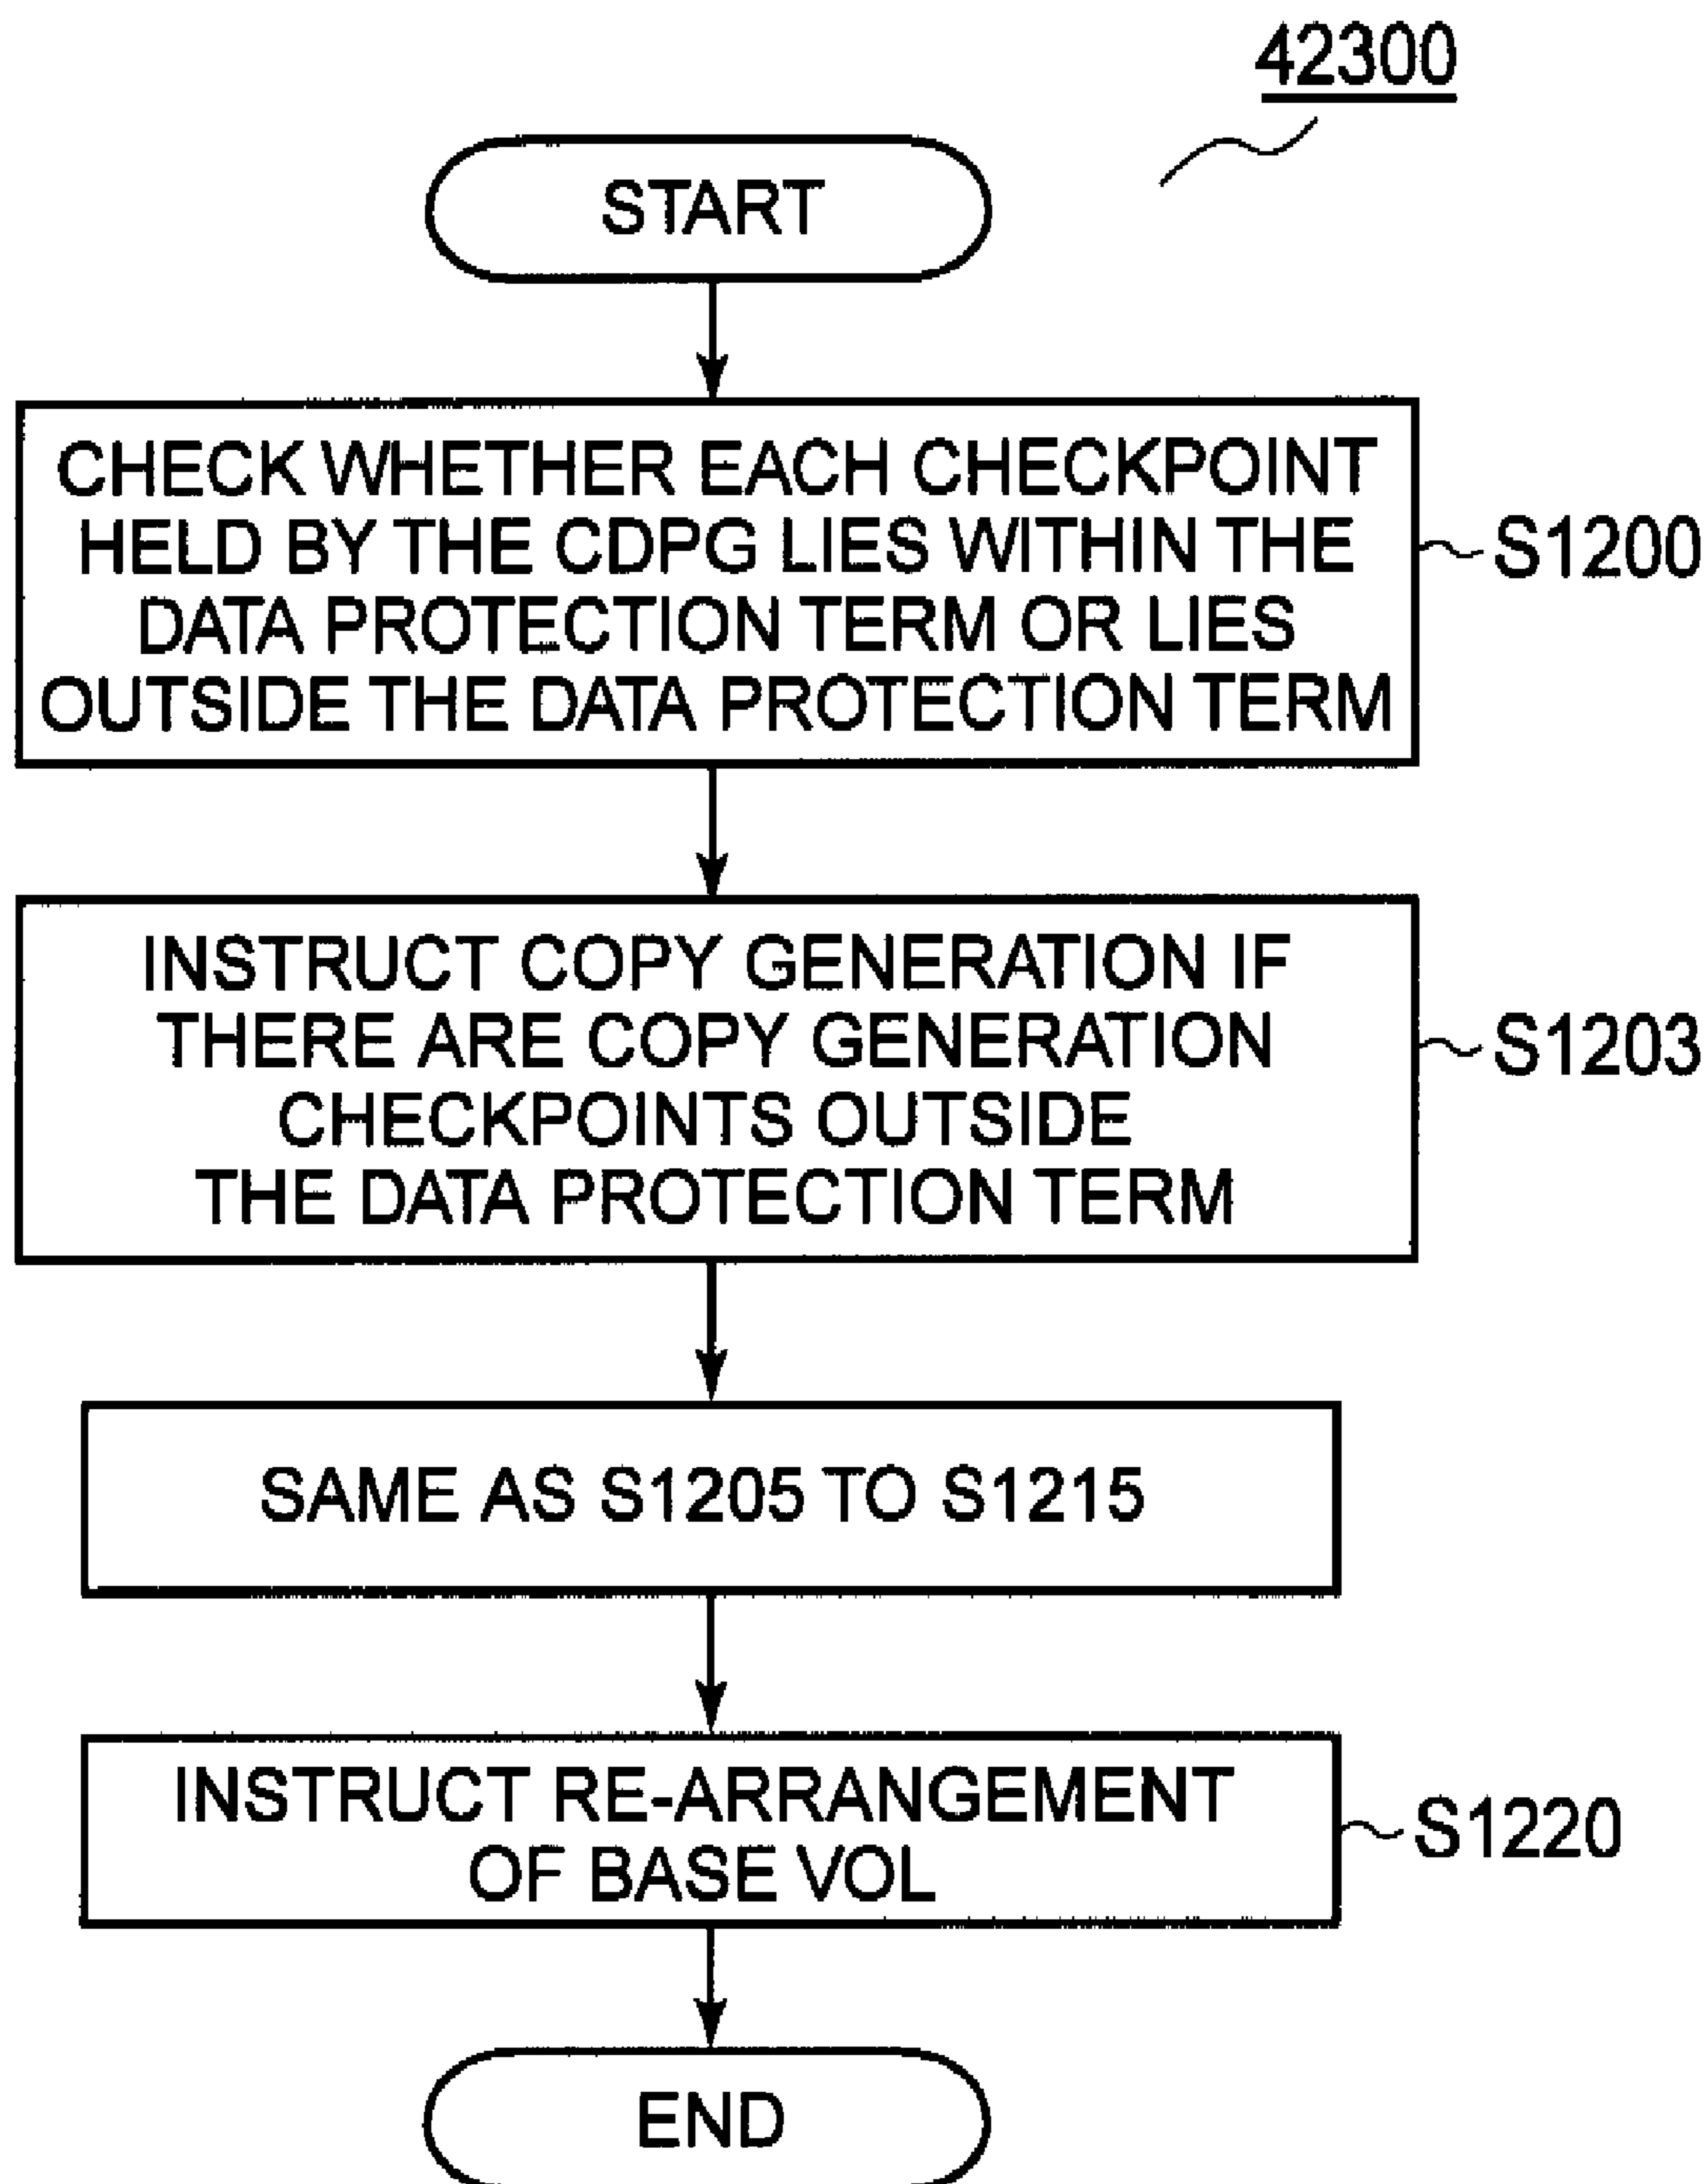 42300
START
CHECK WHETHER EACH CHECKPOINT
HELD BY THE CDPG LIES WITHIN THE
DATA PROTECTION TERM OR LIES
OUTSIDE THE DATA PROTECTION TERM
S1200
INSTRUCT COPY GENERATION IF
THERE ARE COPY GENERATION
CHECKPOINTS OUTSIDE
THE DATA PROTECTION TERM
S1203
SAME AS S1205 TO S1215
INSTRUCT RE-ARRANGEMENT
OF BASE VOL
S1220
END